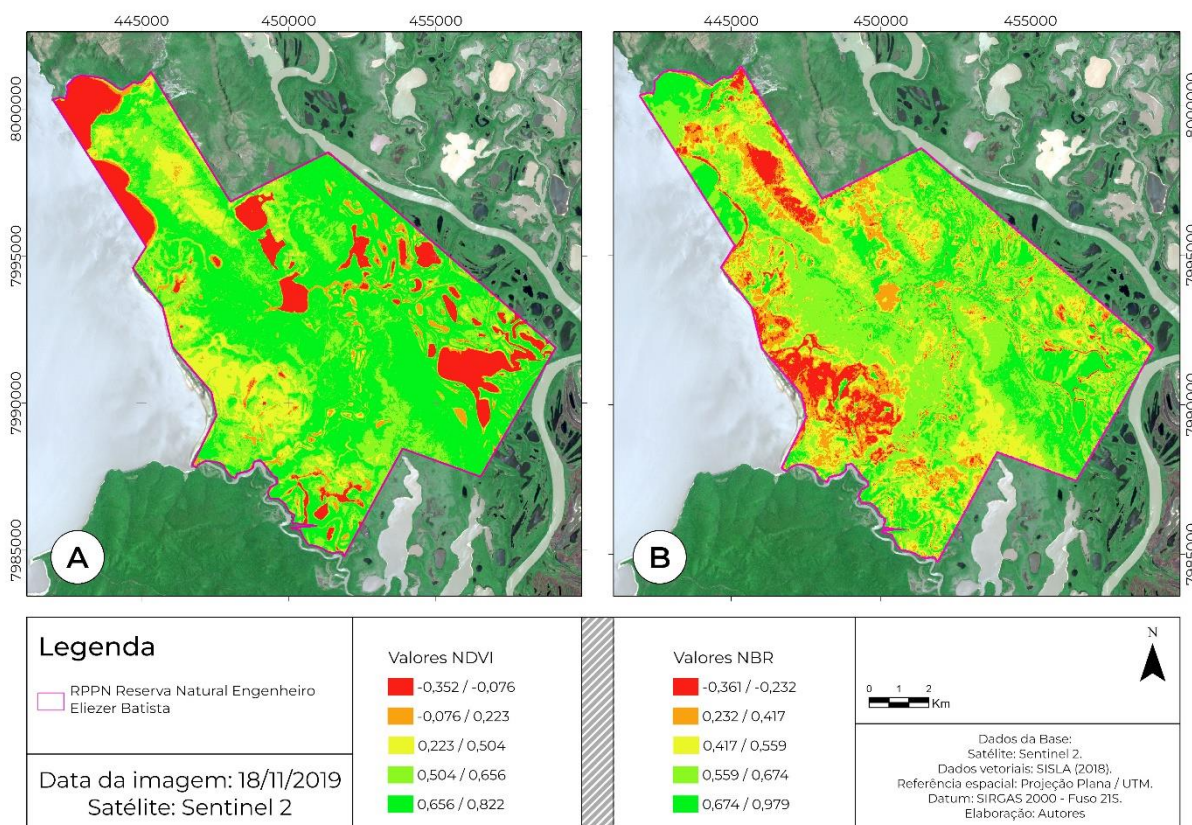 445000 450000 455000
445000 450000 455000
8000000
7995000
7990000
7985000
8000000
7995000
7990000
7985000
A
B
Legenda
RPPN Reserva Natural Engenheiro
Eliezer Batista
Data da imagem: 18/11/2019
Satélite: Sentinel 2
Valores NDVI
-0,352 / -0,076
-0,076 / 0,223
0,223 / 0,504
0,504 / 0,656
0,656 / 0,822
Valores NBR
-0,361 / -0,232
0,232 / 0,417
0,417 / 0,559
0,559 / 0,674
0,674 / 0,979
N
0 1 2
Km
Dados da Base:
Satélite: Sentinel 2.
Dados vetoriais: SISLA (2018).
Referência espacial: Projeção Plana / UTM.
Datum: SIRGAS 2000 - Fuso 21S.
Elaboração: Autores